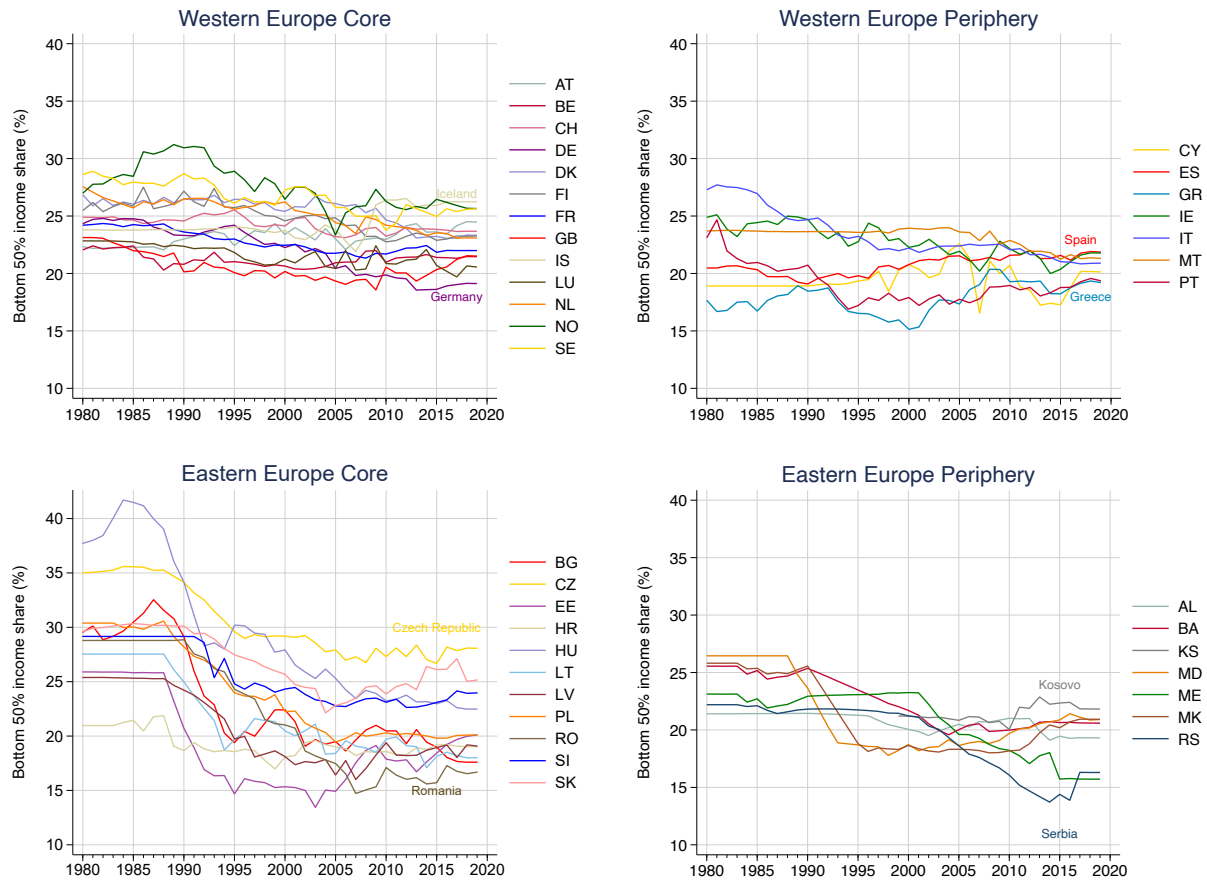 Western Europe Core
Bottom 50% income share (%)
40
35
30
25
20
15
10
1980 1985 1990 1995 2000 2005 2010 2015 2020
Iceland
Germany
AT
BE
CH
DE
DK
FI
FR
GB
IS
LU
NL
NO
SE
Western Europe Periphery
Bottom 50% income share (%)
40
35
30
25
20
15
10
1980 1985 1990 1995 2000 2005 2010 2015 2020
Spain
Greece
CY
ES
GR
IE
IT
MT
PT
Eastern Europe Core
Bottom 50% income share (%)
40
35
30
25
20
15
10
1980 1985 1990 1995 2000 2005 2010 2015 2020
Czech Republic
Romania
BG
CZ
EE
HR
HU
LT
LV
PL
RO
SI
SK
Eastern Europe Periphery
Bottom 50% income share (%)
40
35
30
25
20
15
10
1980 1985 1990 1995 2000 2005 2010 2015 2020
Kosovo
Serbia
AL
BA
KS
MD
ME
MK
RS